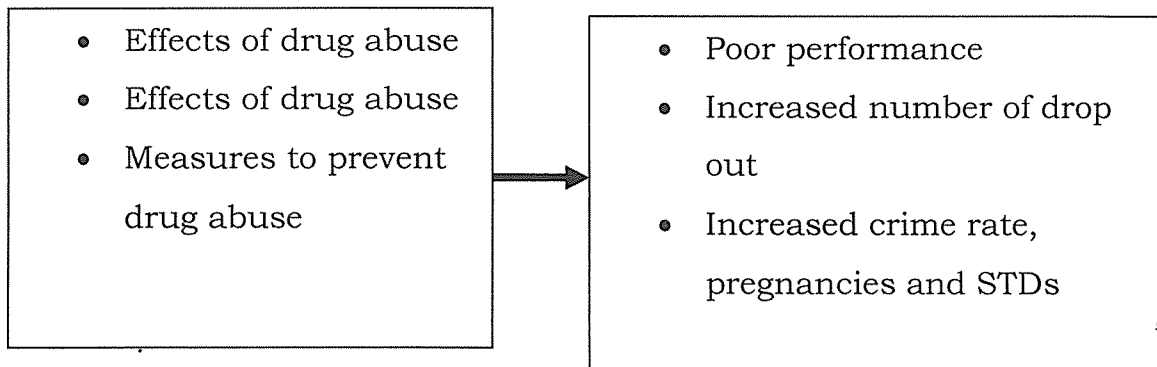 • Effects of drug abuse
• Effects of drug abuse
• Measures to prevent
drug abuse
• Poor performance
• Increased number of drop
out
• Increased crime rate,
pregnancies and STDs